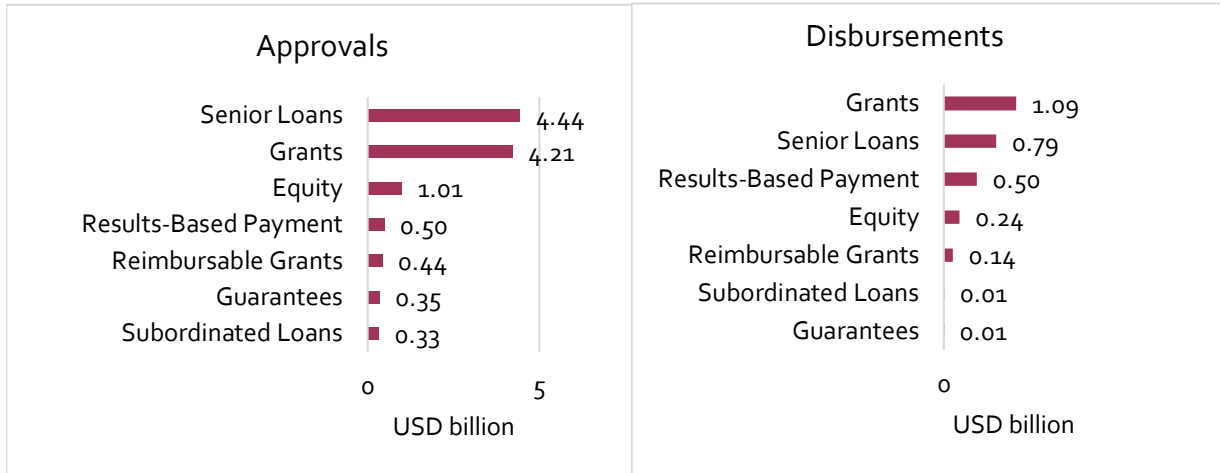 Approvals
Senior Loans 4.44
Grants 4.21
Equity 1.01
Results-Based Payment 0.50
Reimbursable Grants 0.44
Guarantees 0.35
Subordinated Loans 0.33
0 5
USD billion
Disbursements
Grants 1.09
Senior Loans 0.79
Results-Based Payment 0.50
Equity 0.24
Reimbursable Grants 0.14
Subordinated Loans 0.01
Guarantees 0.01
0
USD billion